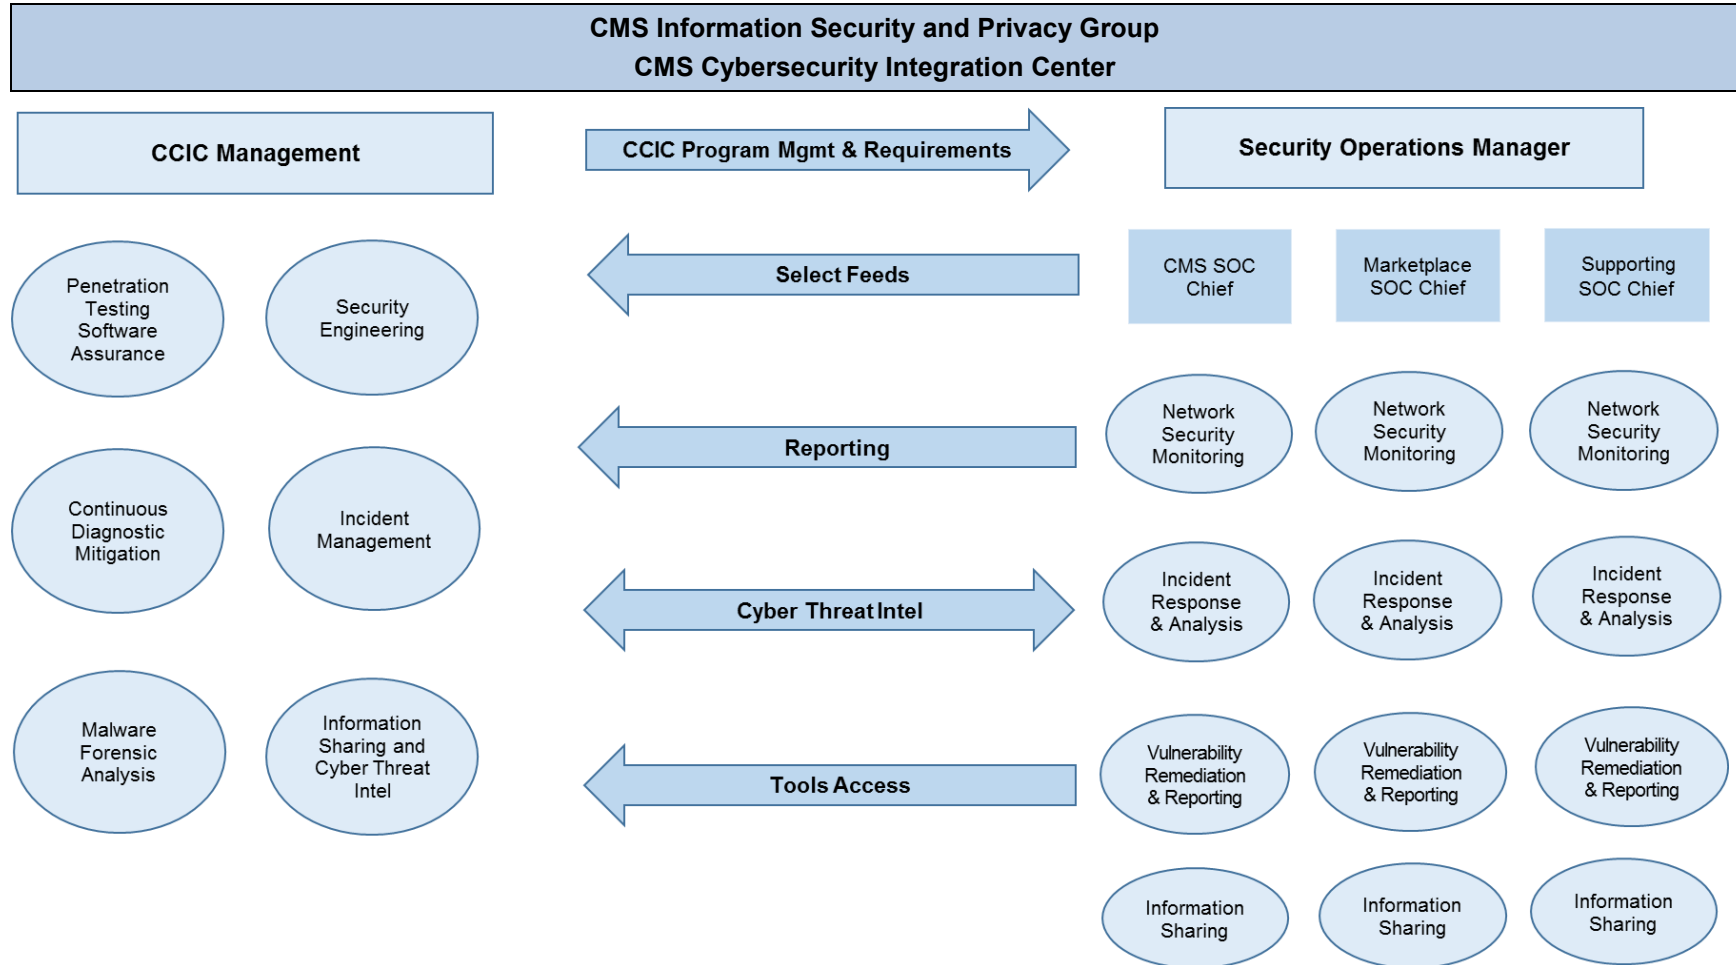 CMS Information Security and Privacy Group
CMS Cybersecurity Integration Center
CCIC Management
CCIC Program Mgmt & Requirements
Security Operations Manager
Penetration
Testing
Software
Assurance
Security
Engineering
Select Feeds
CMS SOC
Chief
Marketplace
SOC Chief
Supporting
SOC Chief
Continuous
Diagnostic
Mitigation
Incident
Management
Reporting
Network
Security
Monitoring
Network
Security
Monitoring
Network
Security
Monitoring
Cyber Threat Intel
Incident
Response
& Analysis
Incident
Response
& Analysis
Incident
Response
& Analysis
Malware
Forensic
Analysis
Information
Sharing and
Cyber Threat
Intel
Tools Access
Vulnerability
Remediation
& Reporting
Vulnerability
Remediation
& Reporting
Vulnerability
Remediation
& Reporting
Information
Sharing
Information
Sharing
Information
Sharing